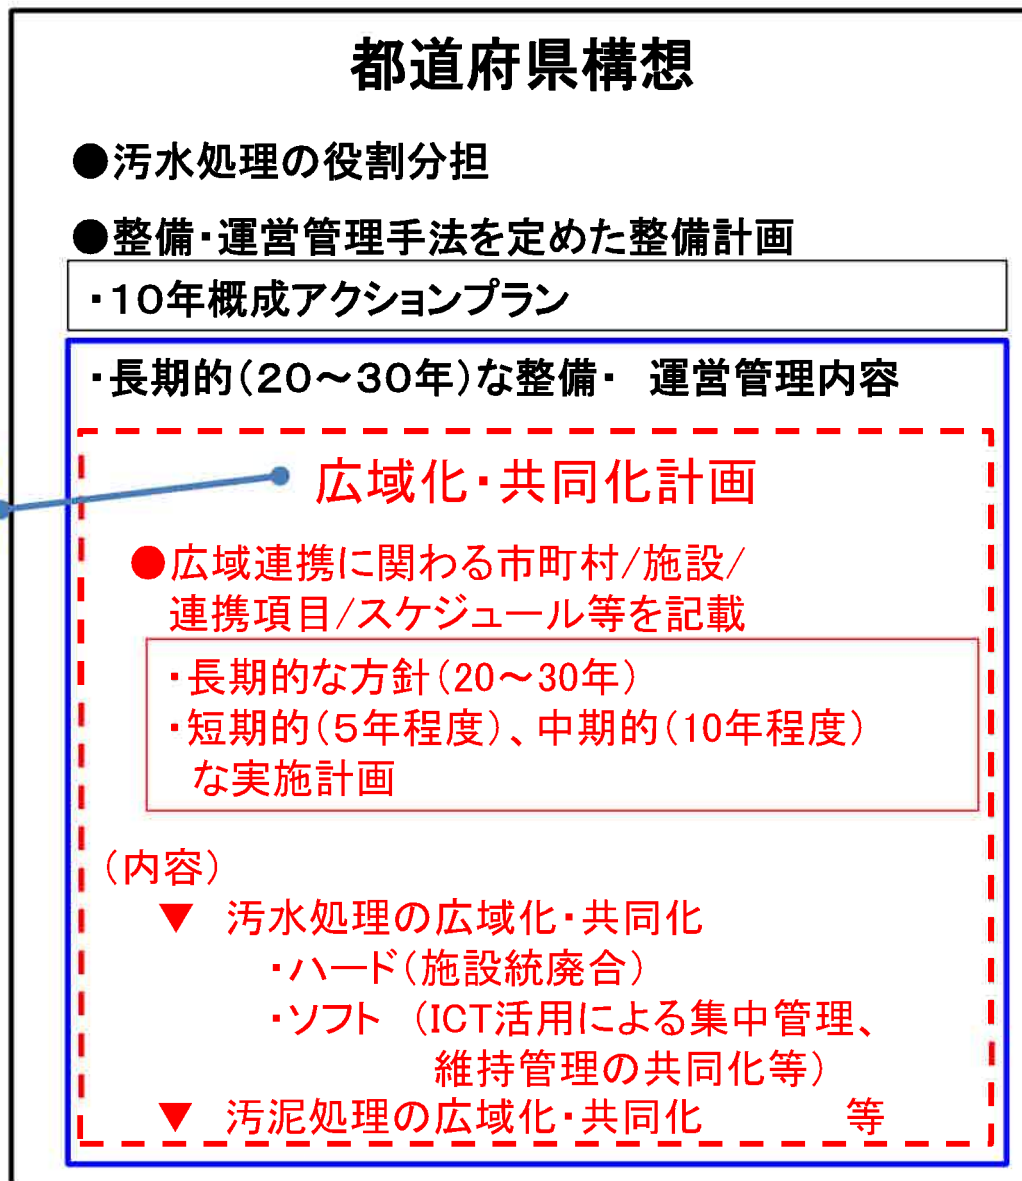 都道府県構想
●汚水処理の役割分担
●整備・運営管理手法を定めた整備計画
・１０年概成アクションプラン
・長期的（２０～３０年）な整備・　運営管理内容
広域化・共同化計画
●広域連携に関わる市町村/施設/
連携項目/スケジュール等を記載
・長期的な方針（20～30年）
・短期的（５年程度）、中期的（10年程度）
な実施計画
（内容）
▼　汚水処理の広域化・共同化
・ハード（施設統廃合）
・ソフト　（ICT活用による集中管理、
維持管理の共同化等）
▼　汚泥処理の広域化・共同化　　　等